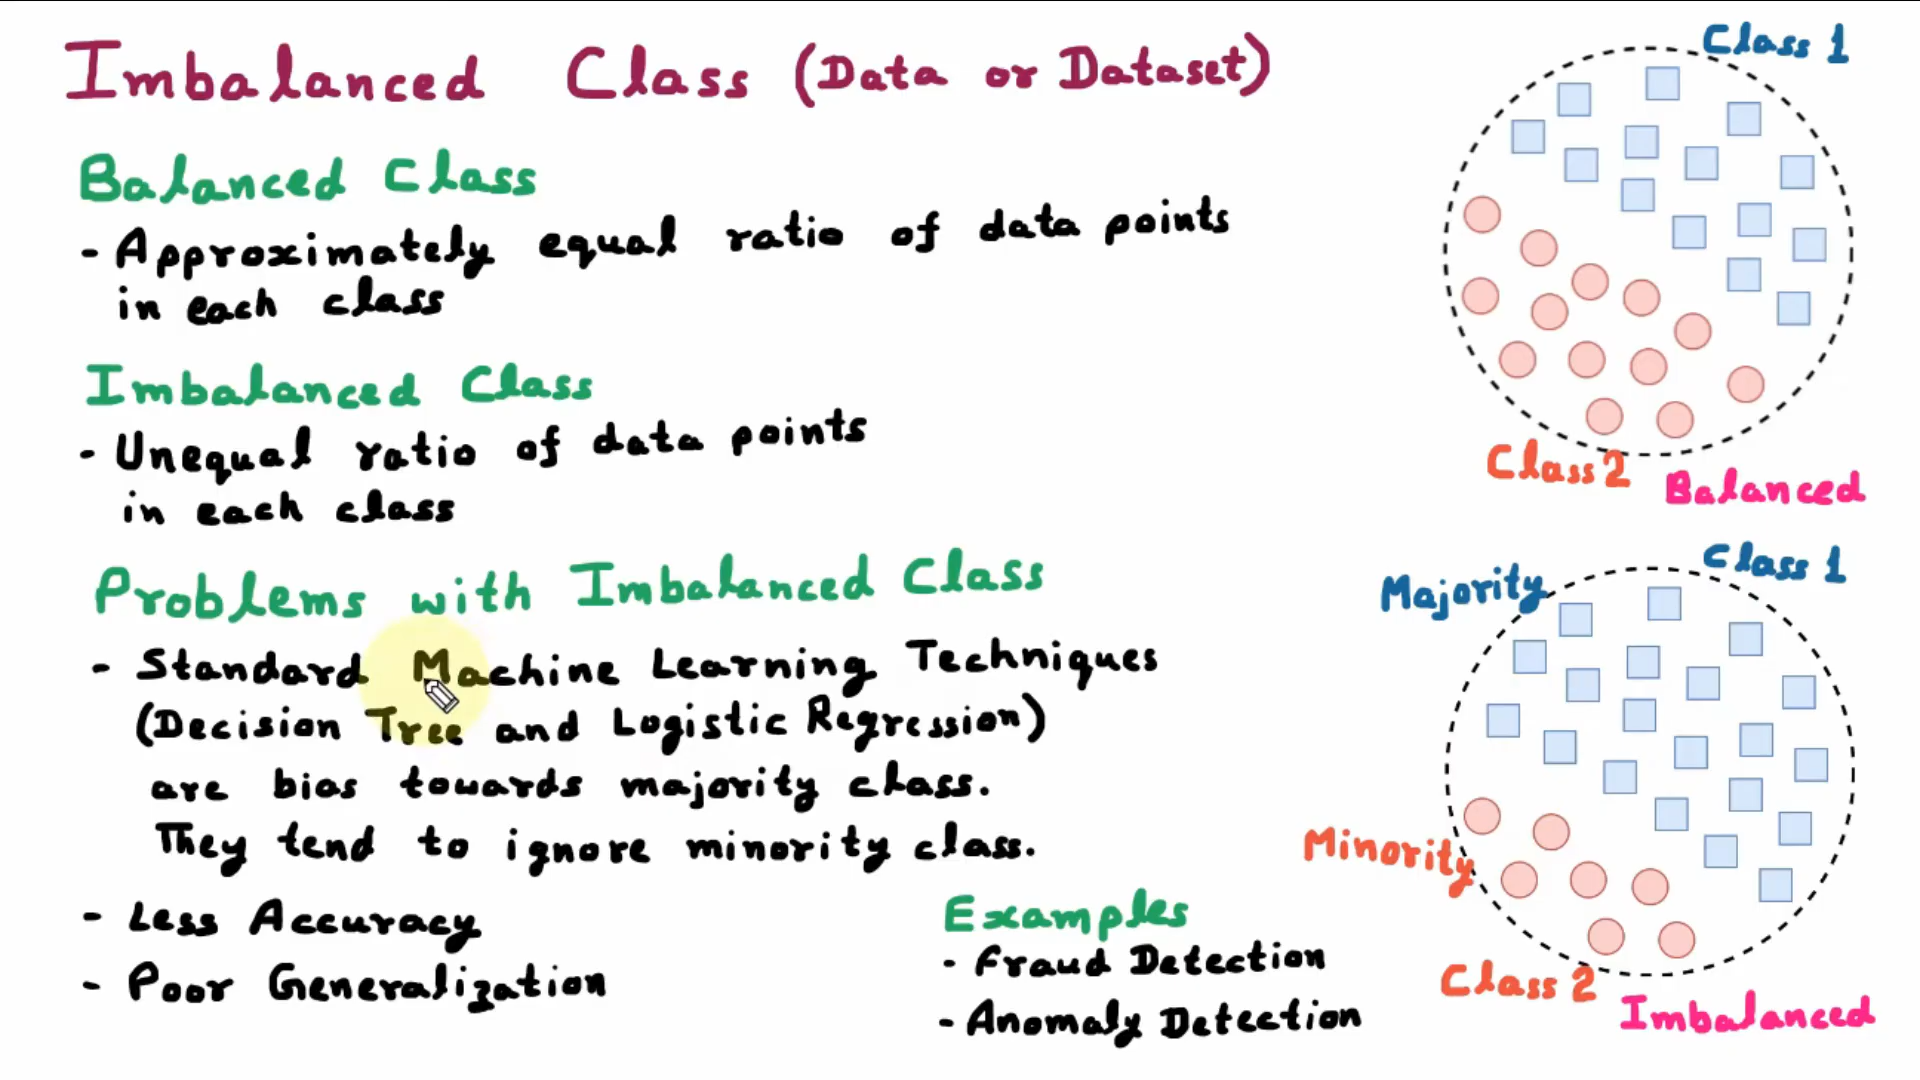 Imbalanced Class (Data or Dataset)
Balanced Class
- Approximately equal ratio of data points
in each class
Imbalanced Class
- Unequal ratio of data points
in each class
Problems with Imbalanced Class
- Standard Machine Learning Techniques
(Decision Tree and Logistic Regression)
are bias towards majority class.
They tend to ignore minority class.
- Less Accuracy
- Poor Generalization
Examples
- Fraud Detection
- Anomaly Detection
Class 1
Class 2
Balanced
Class 1
Majority
Minority
Class 2
Imbalanced